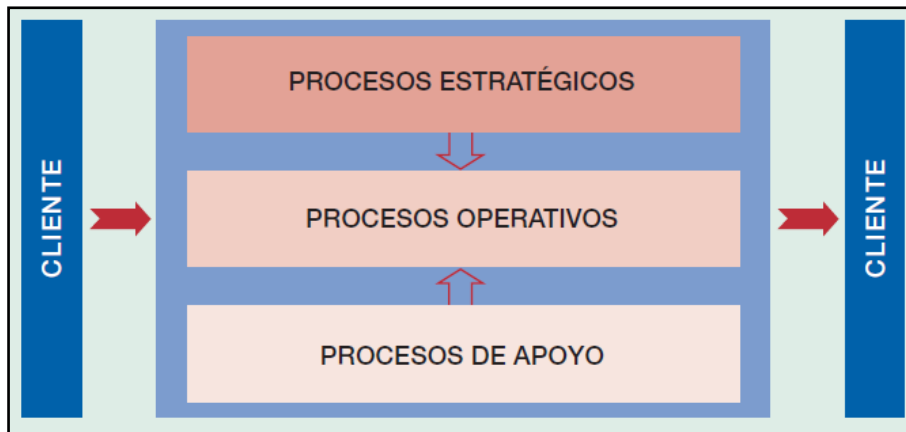 CLIENTE
PROCESOS ESTRATÉGICOS
PROCESOS OPERATIVOS
PROCESOS DE APOYO
CLIENTE